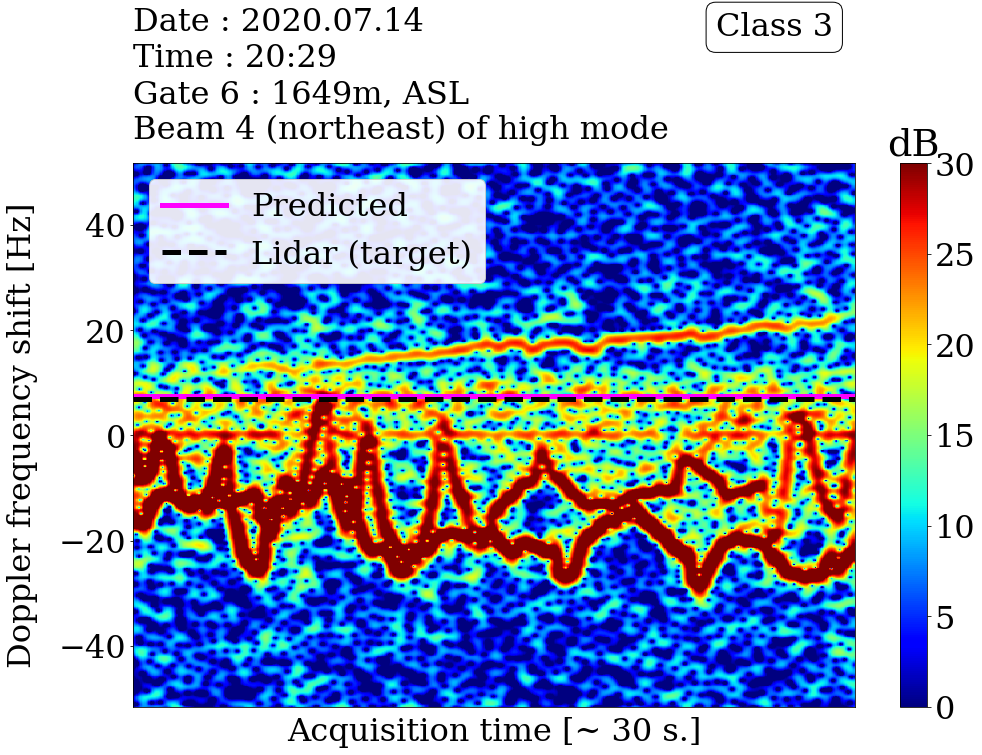 Date : 2020.07.14
Time : 20:29
Gate 6 : 1649m, ASL
Beam 4 (northeast) of high mode
Class 3
dB
Predicted
Lidar (target)
Doppler frequency shift [Hz]
40
20
0
−20
−40
Acquisition time [~ 30 s.]
30
25
20
15
10
5
0